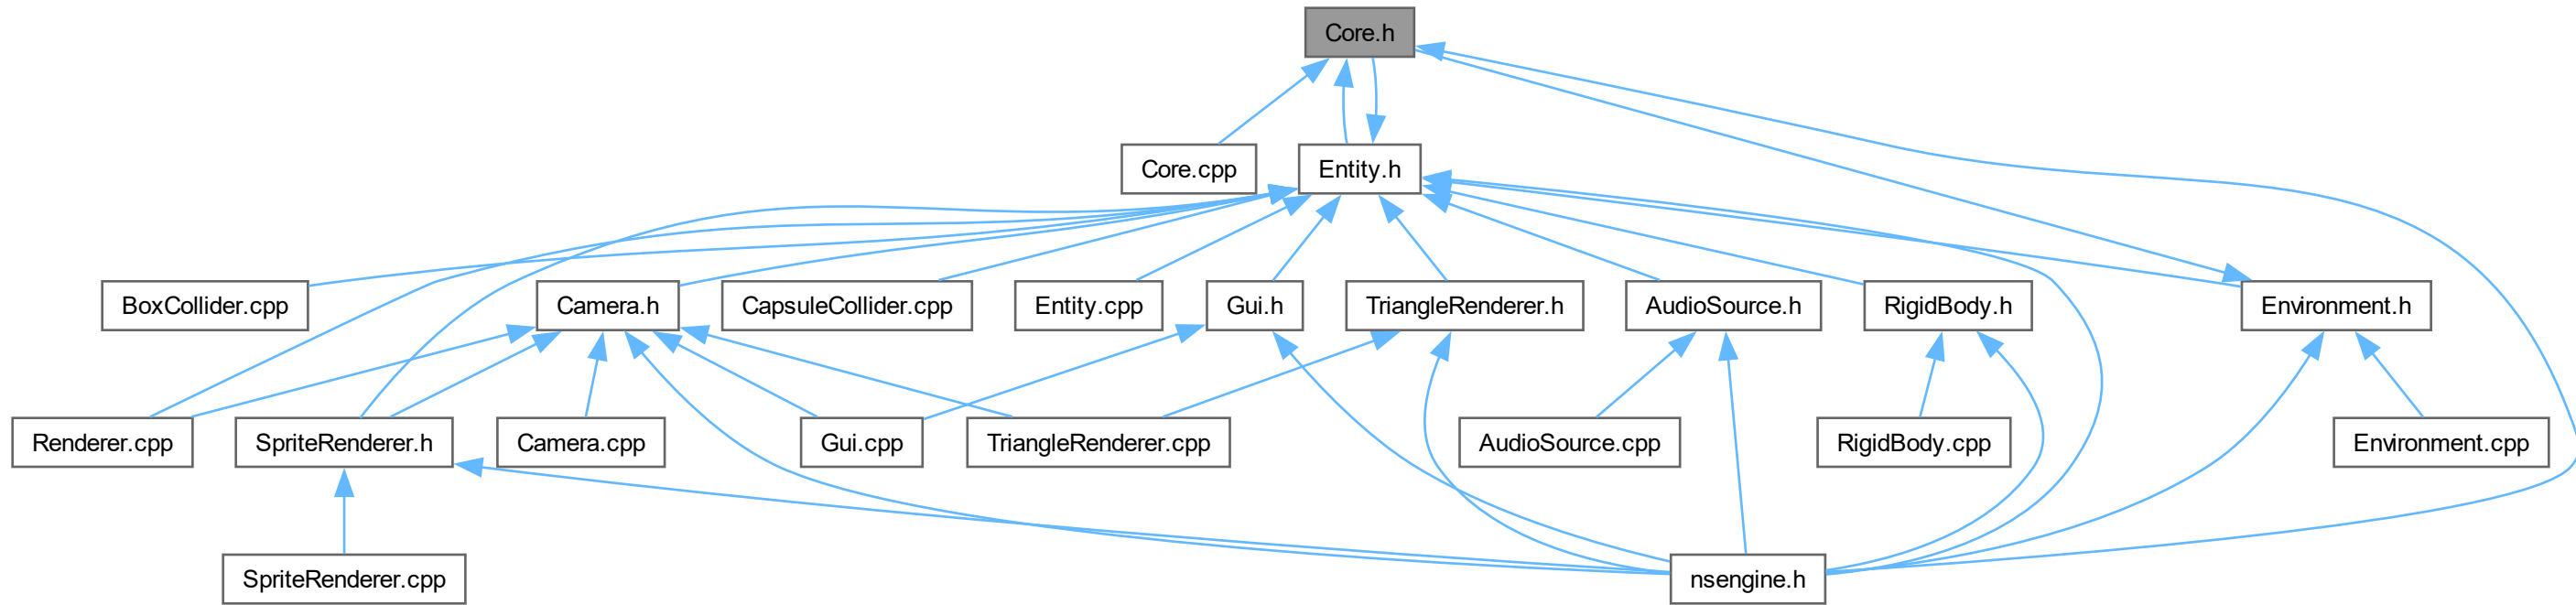 Core.h
Core.cpp
Entity.h
BoxCollider.cpp
Camera.h
CapsuleCollider.cpp
Entity.cpp
Gui.h
TriangleRenderer.h
AudioSource.h
RigidBody.h
Environment.h
Renderer.cpp
SpriteRenderer.h
Camera.cpp
Gui.cpp
TriangleRenderer.cpp
AudioSource.cpp
RigidBody.cpp
Environment.cpp
SpriteRenderer.cpp
nsengine.h